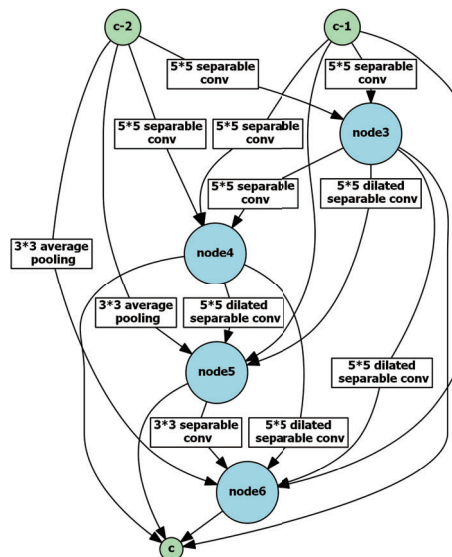 c-2
c-1
5*5 separable
conv
5*5 separable
conv
node3
5*5 separable
conv
5*5 separable
conv
5*5 separable
conv
5*5 dilated
separable conv
3*3 average
pooling
node4
3*3 average
pooling
5*5 dilated
separable conv
node5
5*5 dilated
separable conv
3*3 separable
conv
5*5 dilated
separable conv
node6
c